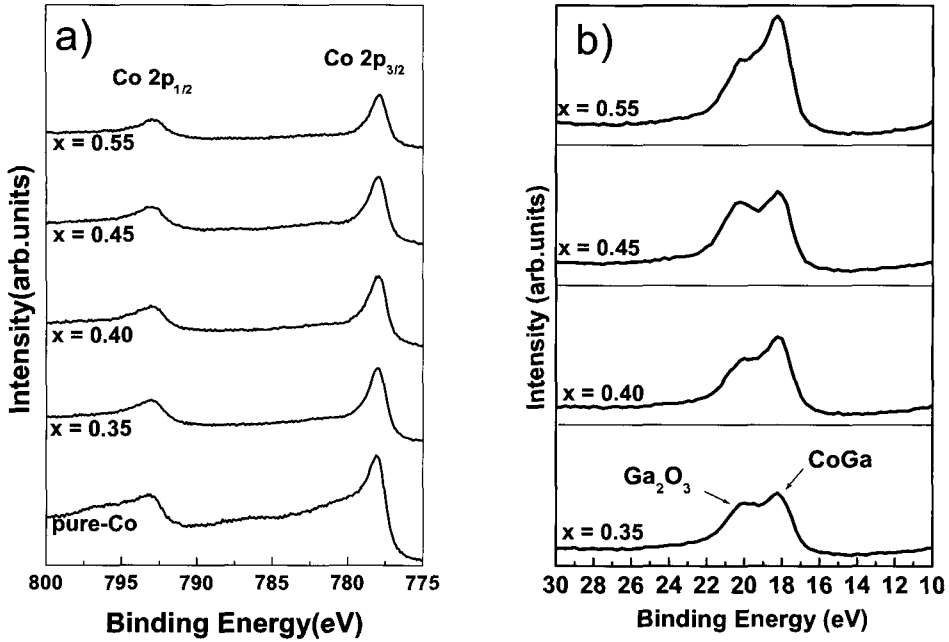 a)
Co 2p1/2
Co 2p3/2
x = 0.55
x = 0.45
x = 0.40
x = 0.35
pure-Co
800 795 790 785 780 775
Binding Energy(eV)
Intensity(arb.units)
b)
x = 0.55
x = 0.45
x = 0.40
Ga2O3
CoGa
x = 0.35
30 28 26 24 22 20 18 16 14 12 10
Binding Energy (eV)
Intensity (arb.units)